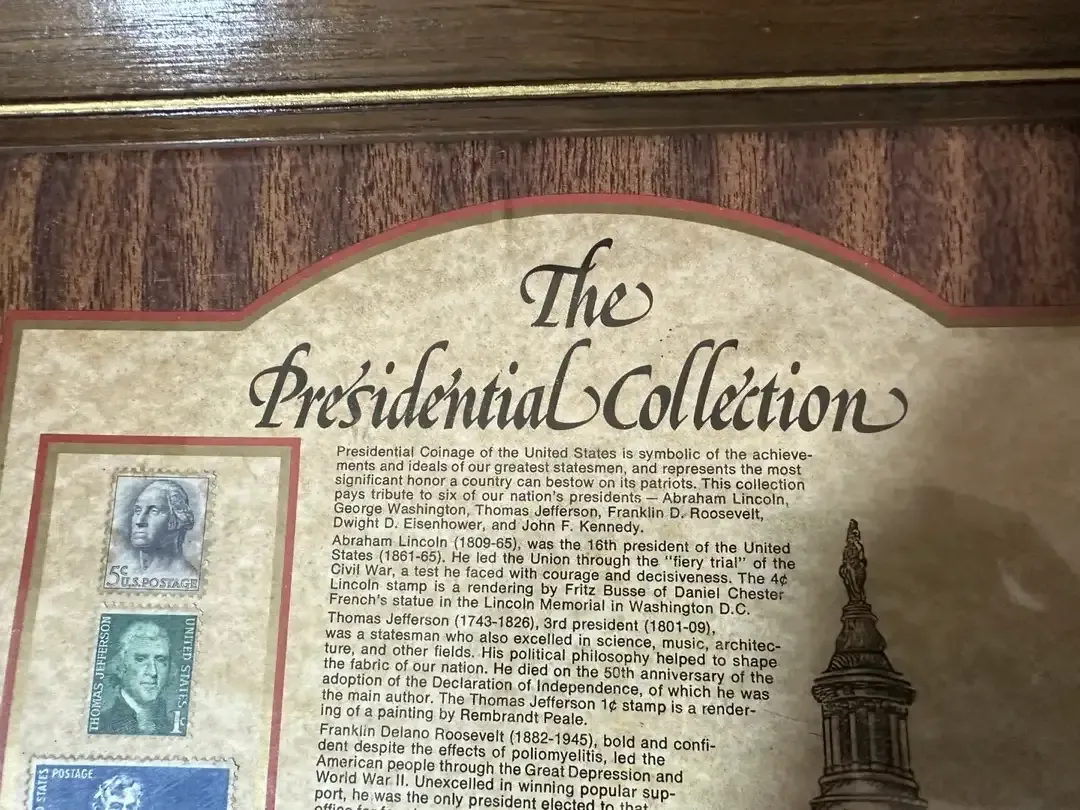 The
Presidential Collection
Presidential Coinage of the United States is symbolic of the achieve-
ments and ideals of our greatest statesmen, and represents the most
significant honor a country can bestow on its patriots. This collection
pays tribute to six of our nation's presidents — Abraham Lincoln,
George Washington, Thomas Jefferson, Franklin D. Roosevelt,
Dwight D. Eisenhower, and John F. Kennedy.
Abraham Lincoln (1809-65), was the 16th president of the United
States (1861-65). He led the Union through the "fiery trial" of the
Civil War, a test he faced with courage and decisiveness. The 4¢
Lincoln stamp is a rendering by Fritz Busse of Daniel Chester
French's statue in the Lincoln Memorial in Washington D.C.
Thomas Jefferson (1743-1826), 3rd president (1801-09),
was a statesman who also excelled in science, music, architec-
ture, and other fields. His political philosophy helped to shape
the fabric of our nation. He died on the 50th anniversary of the
adoption of the Declaration of Independence, of which he was
the main author. The Thomas Jefferson 1¢ stamp is a render-
ing of a painting by Rembrandt Peale.
Franklin Delano Roosevelt (1882-1945), bold and confi-
dent despite the effects of poliomyelitis, led the
American people through the Great Depression and
World War II. Unexcelled in winning popular sup-
port, he was the only president elected to that
5¢ U.S. POSTAGE
THOMAS JEFFERSON
UNITED STATES
1¢
STATES POSTAGE